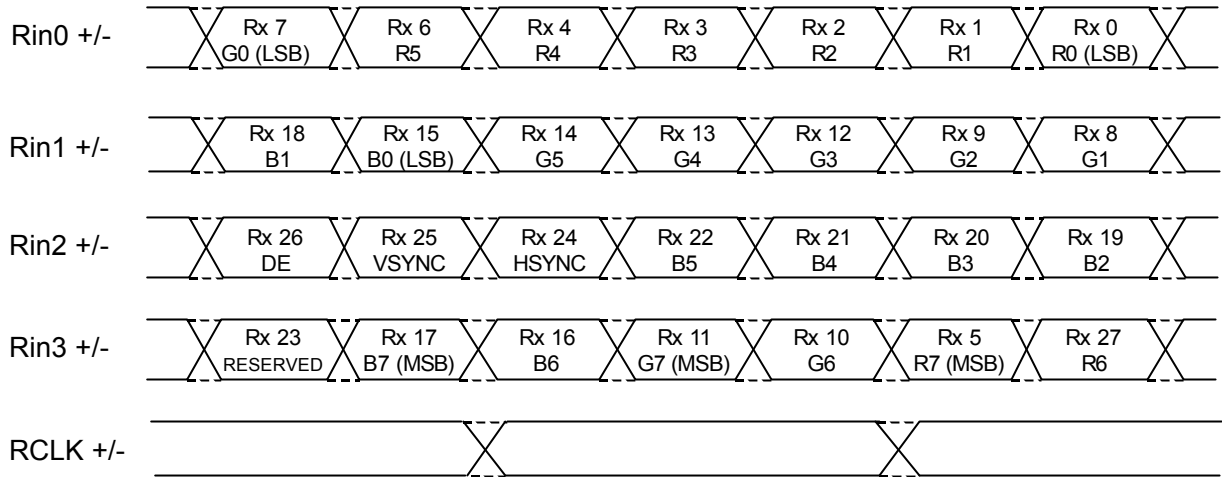 Rin0 +/-
Rx 7 Rx 6 Rx 4 Rx 3 Rx 2 Rx 1 Rx 0
G0 (LSB) R5 R4 R3 R2 R1 R0 (LSB)
Rin1 +/-
Rx 18 Rx 15 Rx 14 Rx 13 Rx 12 Rx 9 Rx 8
B1 B0 (LSB) G5 G4 G3 G2 G1
Rin2 +/-
Rx 26 Rx 25 Rx 24 Rx 22 Rx 21 Rx 20 Rx 19
DE VSYNC HSYNC B5 B4 B3 B2
Rin3 +/-
Rx 23 Rx 17 Rx 16 Rx 11 Rx 10 Rx 5 Rx 27
RESERVED B7 (MSB) B6 G7 (MSB) G6 R7 (MSB) R6
RCLK +/-